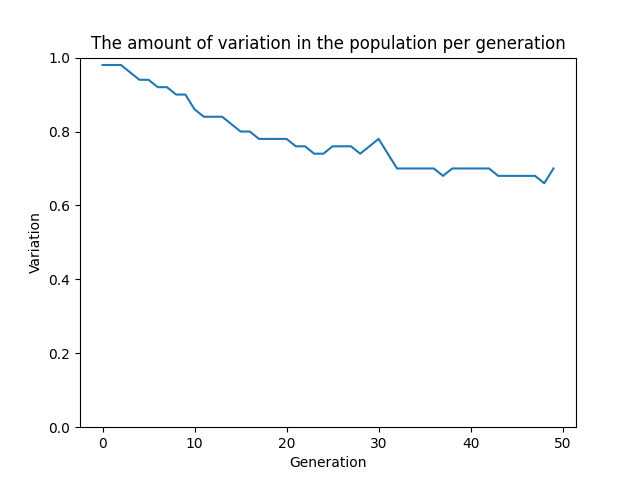 The amount of variation in the population per generation
1.0
0.8
0.6
0.4
0.2
0.0
Variation
0 10 20 30 40 50
Generation